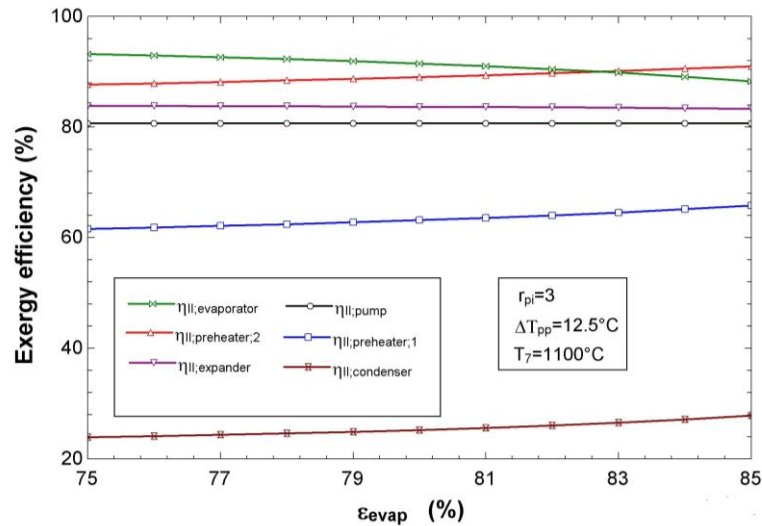 100
80
60
40
20
Exergy efficiency (%)
ηII;evaporator
ηII;pump
ηII;preheater;2
ηII;preheater;1
ηII;expander
ηII;condenser
rpi=3
ΔTpp=12.5°C
T7=1100°C
75 77 79 81 83 85
εevap (%)